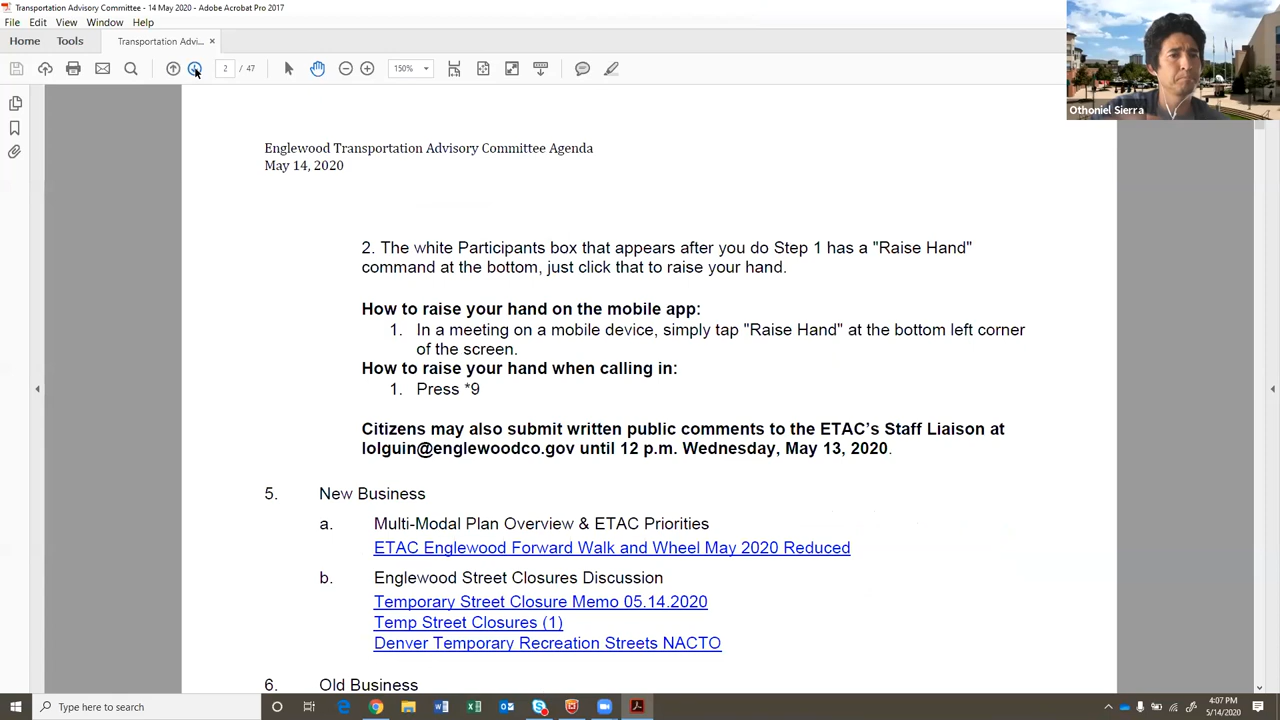 Transportation Advisory Committee - 14 May 2020 - Adobe Acrobat Pro 2017
File Edit View Window Help
Home Tools Transportation Advi... ×
2 / 47 150%
Othoniel Sierra
Englewood Transportation Advisory Committee Agenda
May 14, 2020
2. The white Participants box that appears after you do Step 1 has a "Raise Hand"
command at the bottom, just click that to raise your hand.
How to raise your hand on the mobile app:
1. In a meeting on a mobile device, simply tap "Raise Hand" at the bottom left corner
of the screen.
How to raise your hand when calling in:
1. Press *9
Citizens may also submit written public comments to the ETAC's Staff Liaison at
lolguin@englewoodco.gov until 12 p.m. Wednesday, May 13, 2020.
5. New Business
a. Multi-Modal Plan Overview & ETAC Priorities
ETAC Englewood Forward Walk and Wheel May 2020 Reduced
b. Englewood Street Closures Discussion
Temporary Street Closure Memo 05.14.2020
Temp Street Closures (1)
Denver Temporary Recreation Streets NACTO
6. Old Business
Type here to search
4:07 PM
5/14/2020